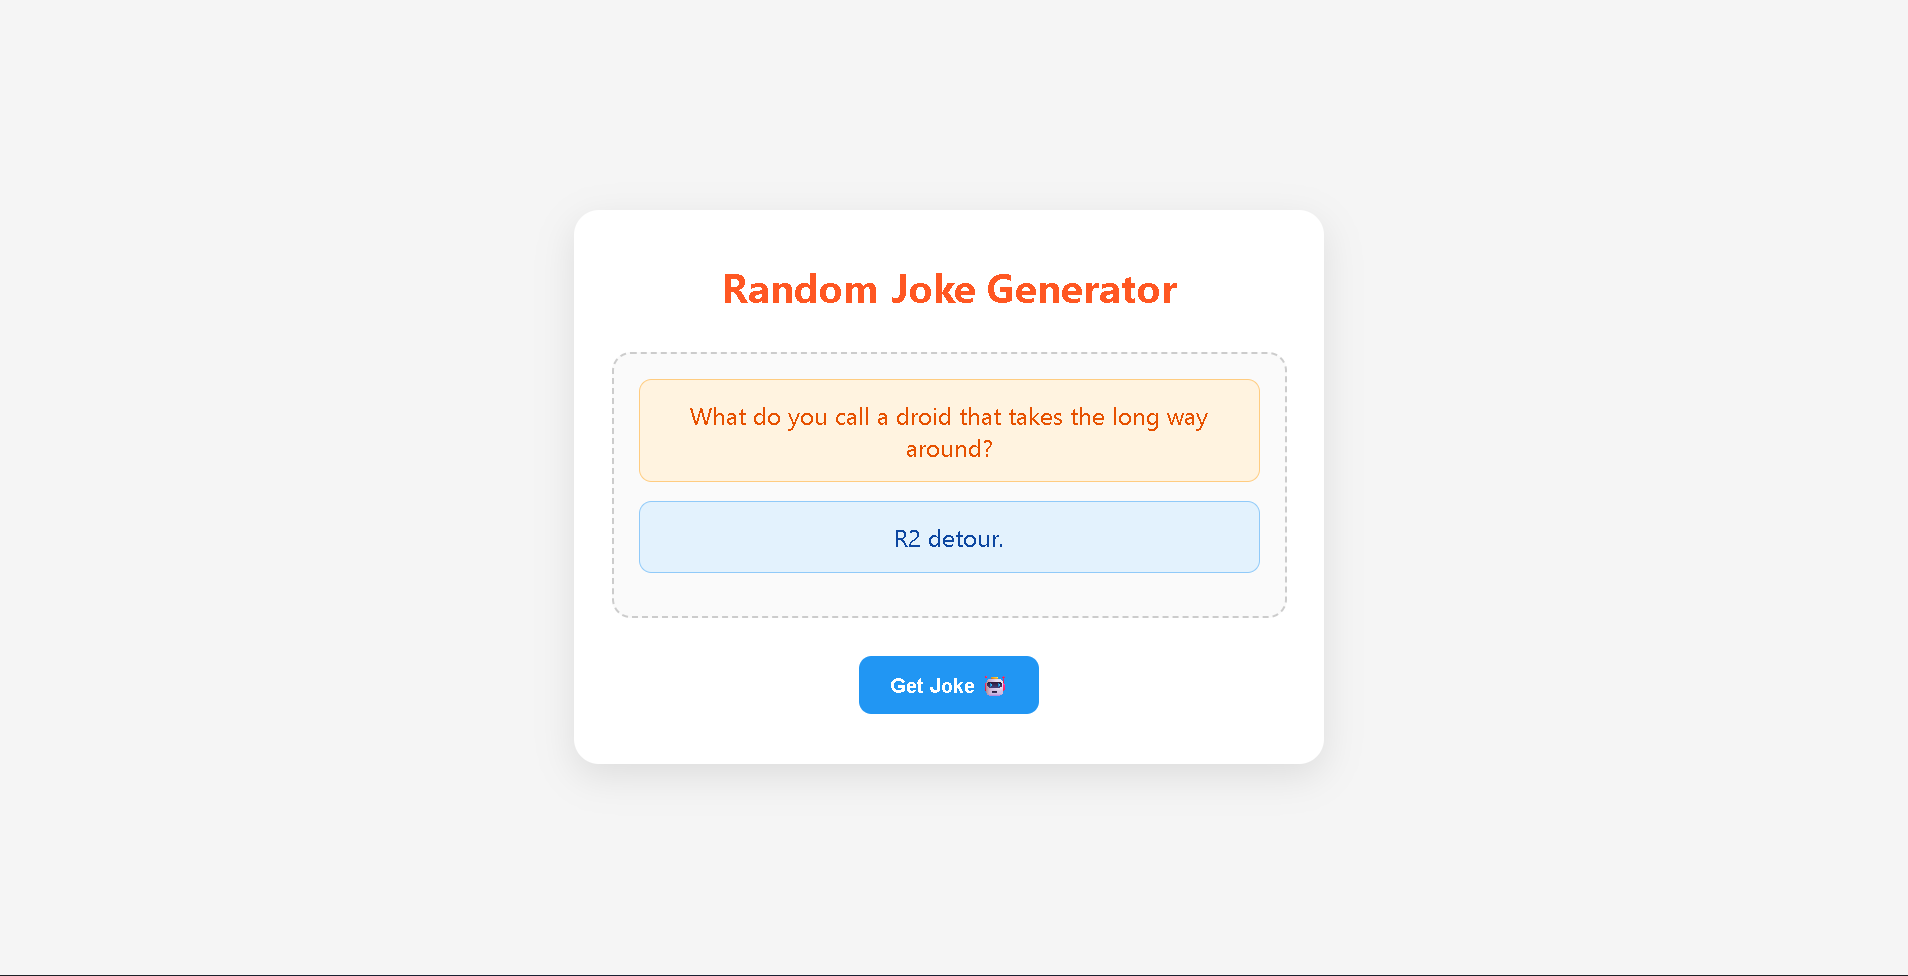 Random Joke Generator
What do you call a droid that takes the long way
around?
R2 detour.
Get Joke 🤖